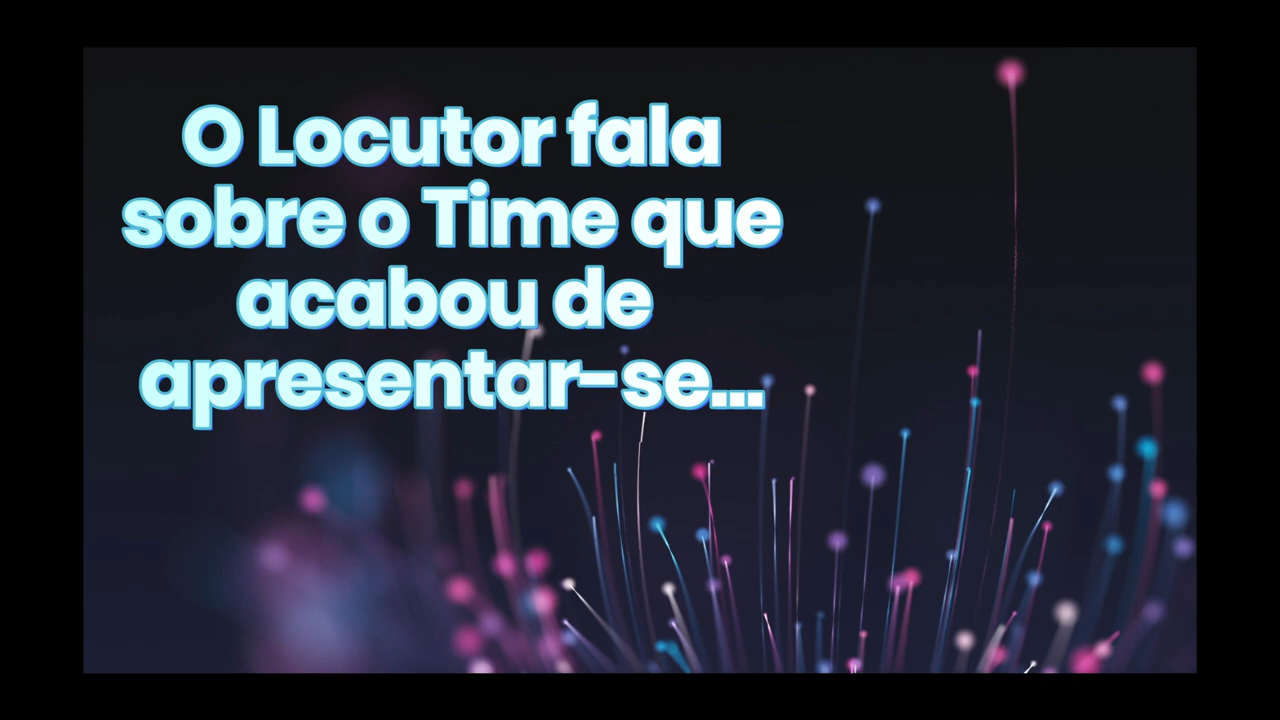 O Locutor fala
sobre o Time que
acabou de
apresentar-se...